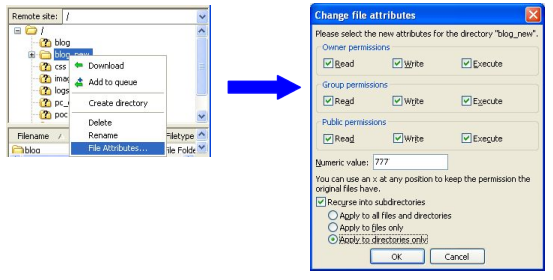 Remote site: /
/
blog
blog_new
css
imag
logs
pc_
poc
Download
Add to queue
Create directory
Delete
Rename
File Attributes...
Filename / Filetype
blog File Folde
Change file attributes
Please select the new attributes for the directory "blog_new".
Owner permissions
Read Write Execute
Group permissions
Read Write Execute
Public permissions
Read Write Execute
Numeric value: 777
You can use an x at any position to keep the permission the
original files have.
Recurse into subdirectories
Apply to all files and directories
Apply to files only
Apply to directories only
OK Cancel